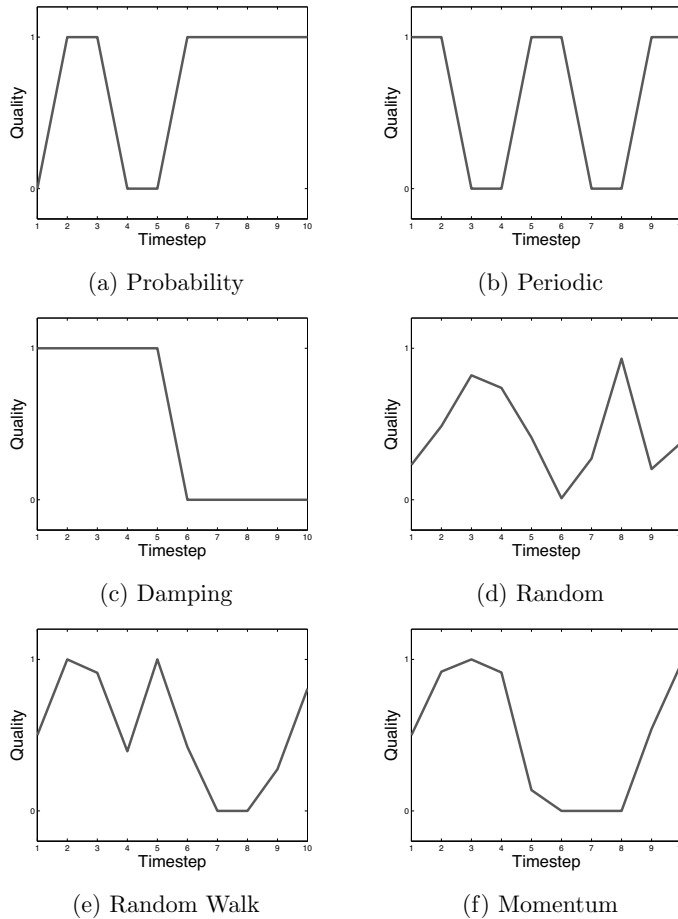 1
0
Quality
1 2 3 4 5 6 7 8 9 10
Timestep
(a) Probability
1
0
Quality
1 2 3 4 5 6 7 8 9
Timestep
(b) Periodic
1
0
Quality
1 2 3 4 5 6 7 8 9 10
Timestep
(c) Damping
1
0
Quality
1 2 3 4 5 6 7 8 9
Timestep
(d) Random
1
0
Quality
1 2 3 4 5 6 7 8 9 10
Timestep
(e) Random Walk
1
0
Quality
1 2 3 4 5 6 7 8 9
Timestep
(f) Momentum